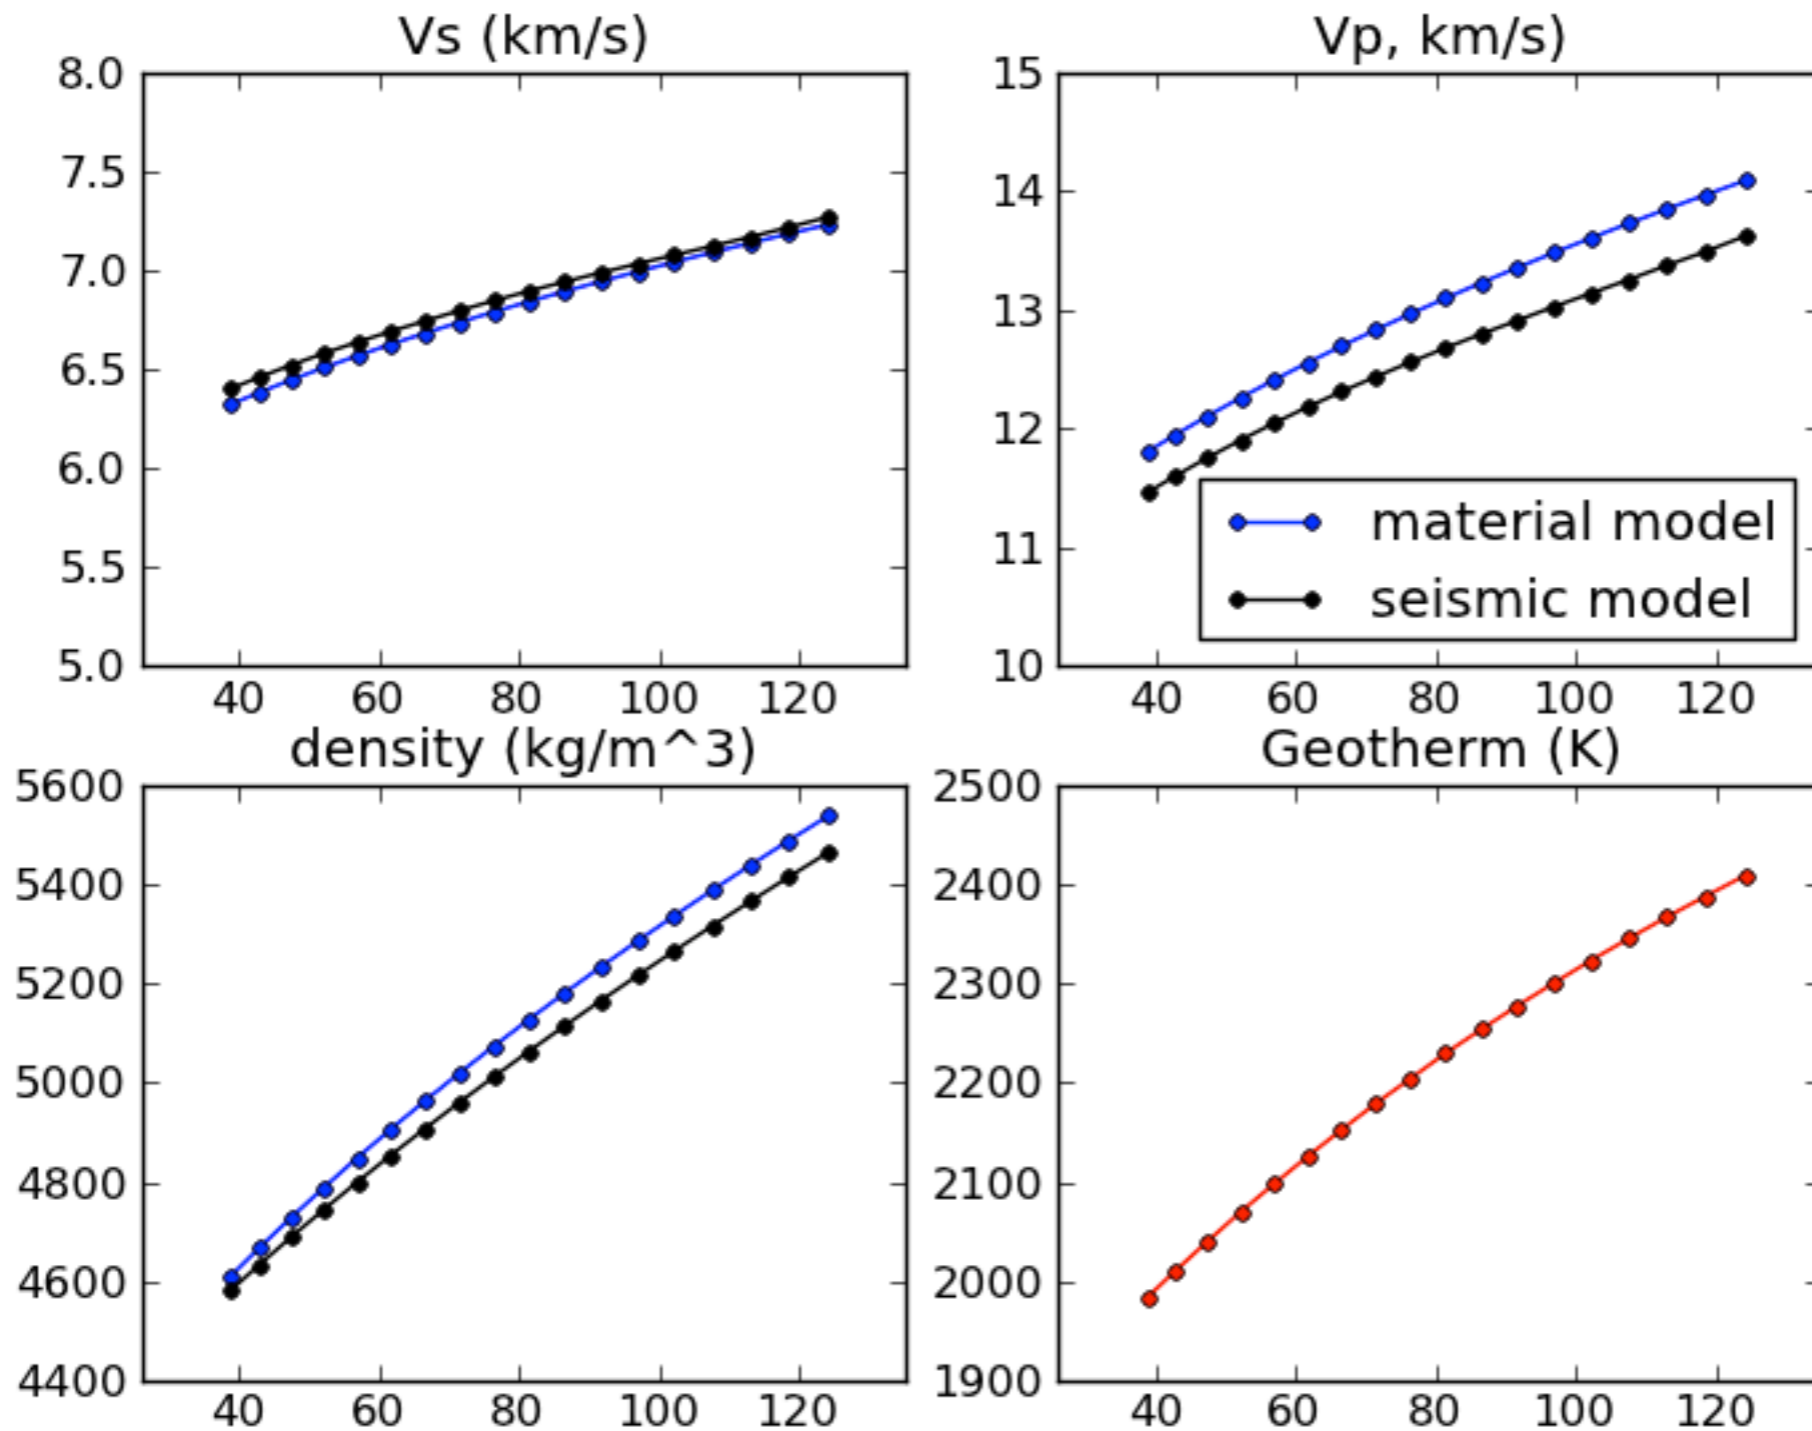 Vs (km/s)
8.0
7.5
7.0
6.5
6.0
5.5
5.0
40 60 80 100 120
Vp, km/s)
15
14
13
12
11
10
material model
seismic model
40 60 80 100 120
density (kg/m^3)
5600
5400
5200
5000
4800
4600
4400
40 60 80 100 120
Geotherm (K)
2500
2400
2300
2200
2100
2000
1900
40 60 80 100 120